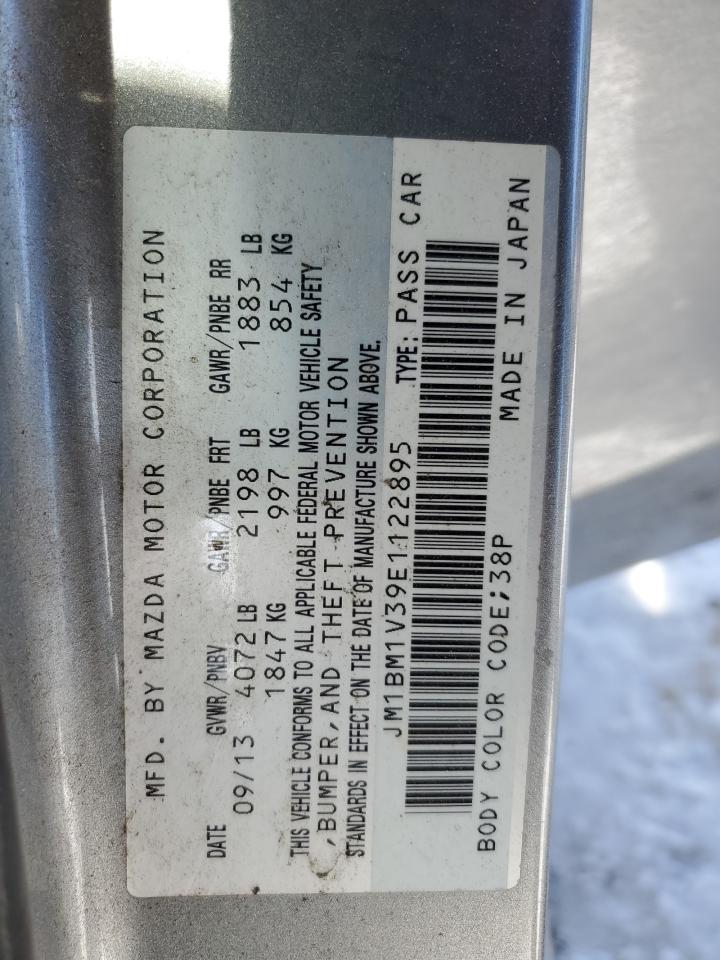 MFD. BY MAZDA MOTOR CORPORATION
DATE GVWR/PNBV GAWR/PNBE FRT GAWR/PNBE RR
09/13 4072 LB 2198 LB 1883 LB
1847 KG 997 KG 854 KG
THIS VEHICLE CONFORMS TO ALL APPLICABLE FEDERAL MOTOR VEHICLE SAFETY
,BUMPER,AND THEFT PREVENTION
STANDARDS IN EFFECT ON THE DATE OF MANUFACTURE SHOWN ABOVE.
JM1BM1V39E1122895 TYPE: PASS CAR
BODY COLOR CODE;38P MADE IN JAPAN